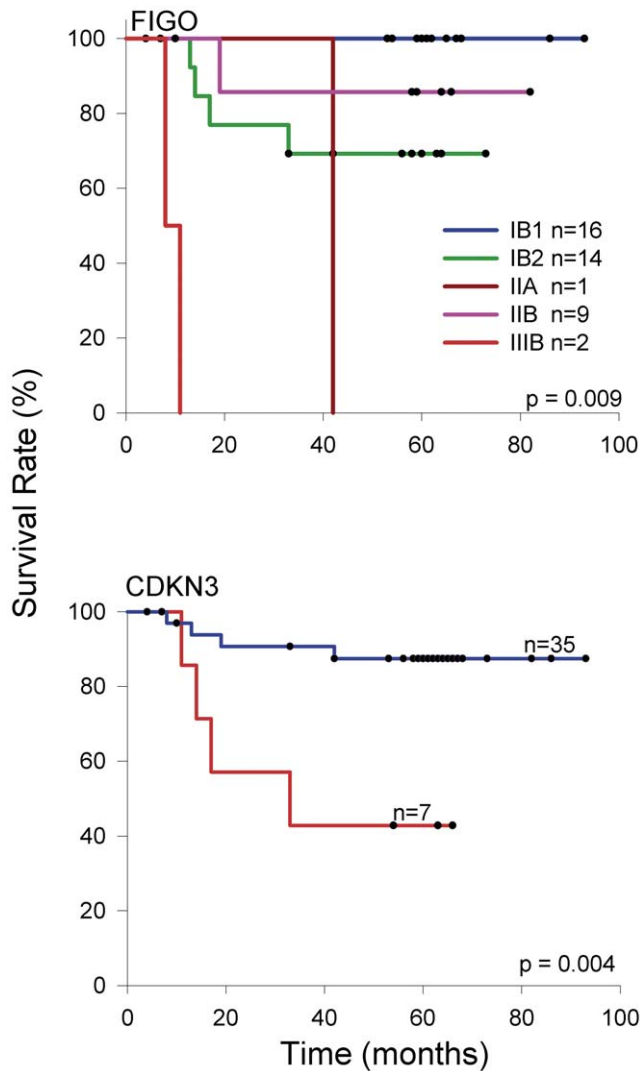 FIGO
100
80
60
40
20
0
IB1 n=16
IB2 n=14
IIA n=1
IIB n=9
IIIB n=2
p = 0.009
0 20 40 60 80 100
Survival Rate (%)
CDKN3
100
80
60
40
20
0
n=35
n=7
p = 0.004
0 20 40 60 80 100
Time (months)